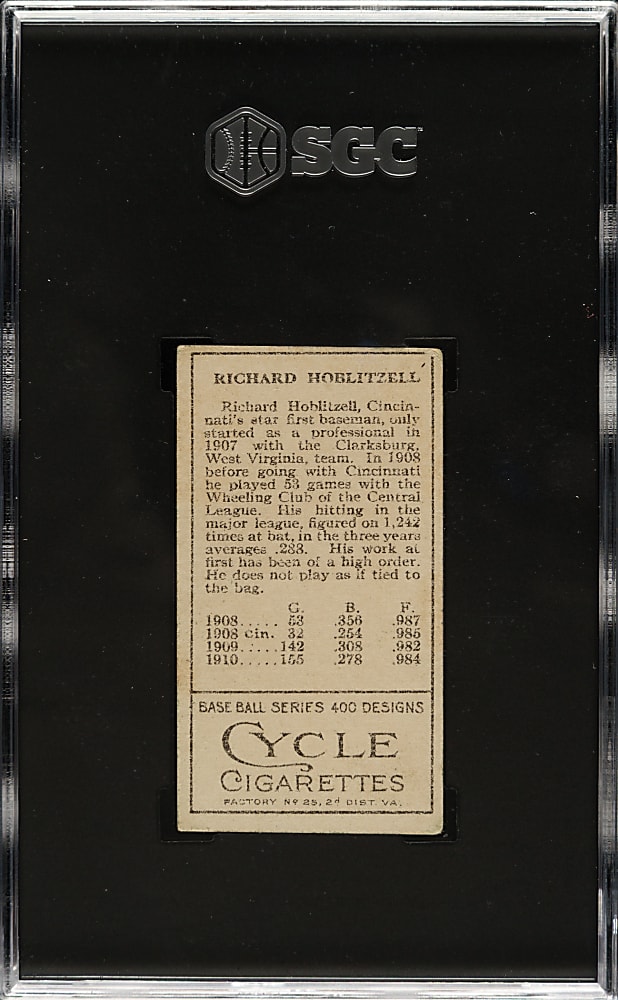 SGC
RICHARD HOBLITZELL
Richard Hoblitzell, Cincin-
nati's star first baseman, only
started as a professional in
1907 with the Clarksburg,
West Virginia, team. In 1908
before going with Cincinnati
he played 53 games with the
Wheeling Club of the Central
League. His hitting in the
major league, figured on 1,242
times at bat, in the three years
averages .288. His work at
first has been of a high order.
He does not play as if tied to
the bag.
G. B. F.
1908..... 53 .356 .987
1908 Cin. 32 .254 .985
1909.....142 .308 .982
1910.....155 .278 .984
BASE BALL SERIES 400 DESIGNS
CYCLE
CIGARETTES
FACTORY Nº 25, 2d DIST. VA.